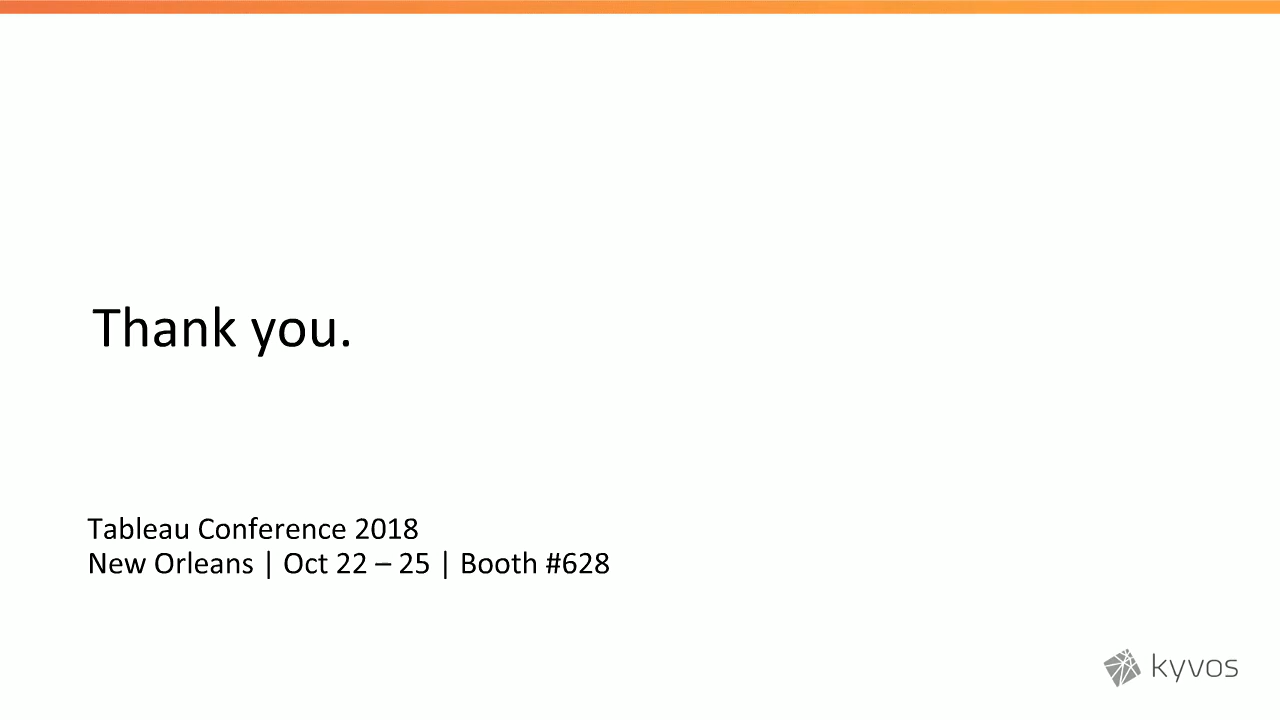 Thank you.
Tableau Conference 2018
New Orleans | Oct 22 – 25 | Booth #628
kyvos